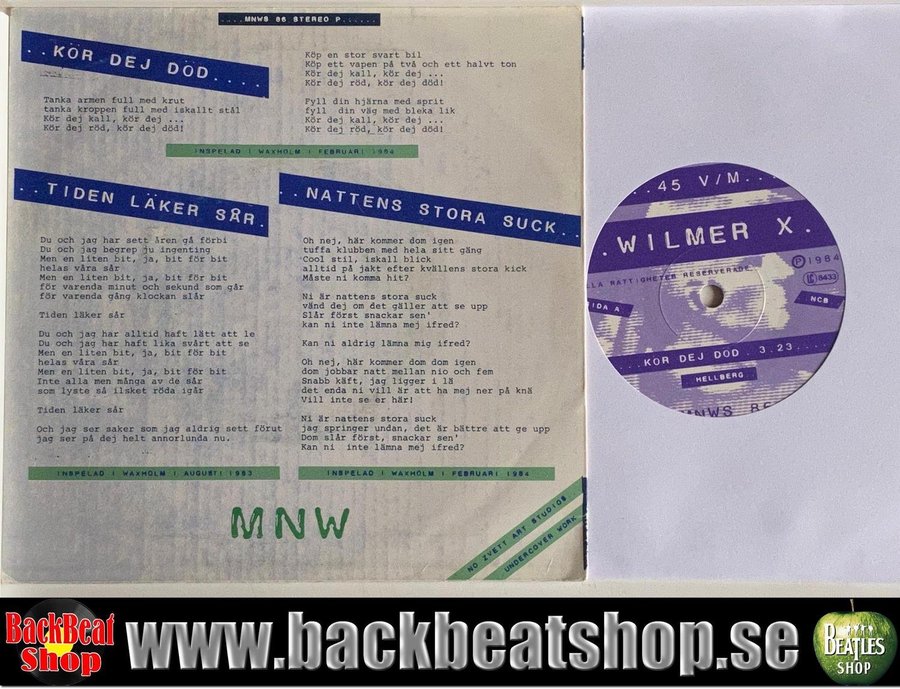 ....MNWS 86 STEREO P......
..KÖR DEJ DÖD....
Tanka armen full med krut
tanka kroppen full med iskallt stål
Kör dej kall, kör dej ...
Kör dej röd, kör dej död!
Köp en stor svart bil
Köp ett vapen på två och ett halvt ton
Kör dej kall, kör dej ...
Kör dej röd, kör dej död!
Fyll din hjärna med sprit
fyll din väg med bleka lik
Kör dej kall, kör dej ...
Kör dej röd, kör dej död!
INSPELAD I WAXHOLM I FEBRUARI 1984
..TIDEN LÄKER SÅR.
Du och jag har sett åren gå förbi
Du och jag begrep ju ingenting
Men en liten bit, ja, bit för bit
helas våra sår
Men en liten bit, ja, bit för bit
för varenda minut och sekund som går
för varenda gång klockan slår
Tiden läker sår
Du och jag har alltid haft lätt att le
Du och jag har haft lika svårt att se
Men en liten bit, ja, bit för bit
helas våra sår
Men en liten bit, ja, bit för bit
Inte alla men många av de sår
som lyste så ilsket röda igår
Tiden läker sår
Och jag ser saker som jag aldrig sett förut
jag ser på dej helt annorlunda nu.
INSPELAD I WAXHOLM I AUGUSTI 1983
..NATTENS STORA SUCK..
Oh nej, här kommer dom igen
tuffa klubben med hela sitt gäng
Cool stil, iskall blick
alltid på jakt efter kvällens stora kick
Måste ni komma hit?
Ni är nattens stora suck
vänd dej om det gäller att se upp
Slår först snackar sen'
kan ni inte lämna mej ifred?
Kan ni aldrig lämna mig ifred?
Oh nej, här kommer dom dom igen
dom jobbar natt mellan nio och fem
Snabb käft, jag ligger i lä
det enda ni vill är att ha mej ner på knä
Vill inte se er här!
Ni är nattens stora suck
jag springer undan, det är bättre att ge upp
Dom slår först, snackar sen'
Kan ni inte lämna mej ifred?
INSPELAD I WAXHOLM I FEBRUARI 1984
MNW
NO ZVETT ART STUDIOS
UNDERCOVER WORK
..45 V/M...
.WILMER X.
LLA RÄTTIGHETER RESERVERADE
Ⓟ1984
LC 8433
IDA A
NCB
....KÖR DEJ DÖD..3.23.....
HELLBERG
MNWS 86
BackBeat
Shop
www.backbeatshop.se
BEATLES
SHOP